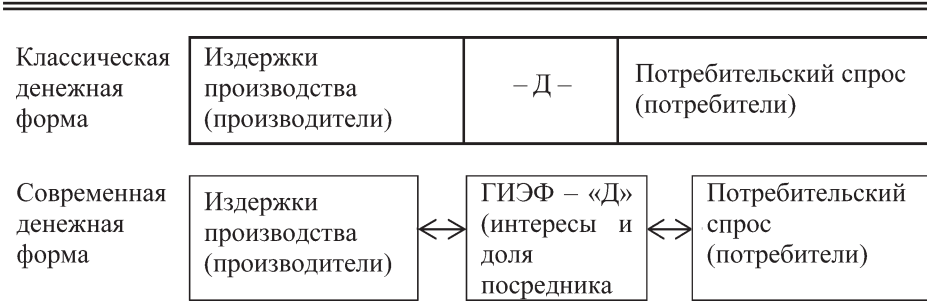 Классическая
денежная
форма
Издержки
производства
(производители)
– Д –
Потребительский спрос
(потребители)
Современная
денежная
форма
Издержки
производства
(производители)
ГИЭФ – «Д»
(интересы и
доля
посредника
Потребительский
спрос
(потребители)